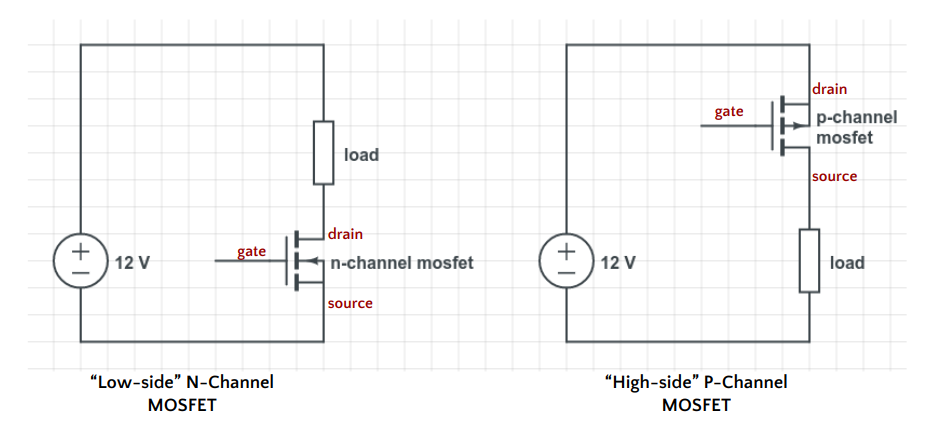 drain
gate
p-channel
mosfet
load
source
drain
gate
n-channel mosfet
12 V
12 V
load
source
“Low-side” N-Channel
MOSFET
“High-side” P-Channel
MOSFET